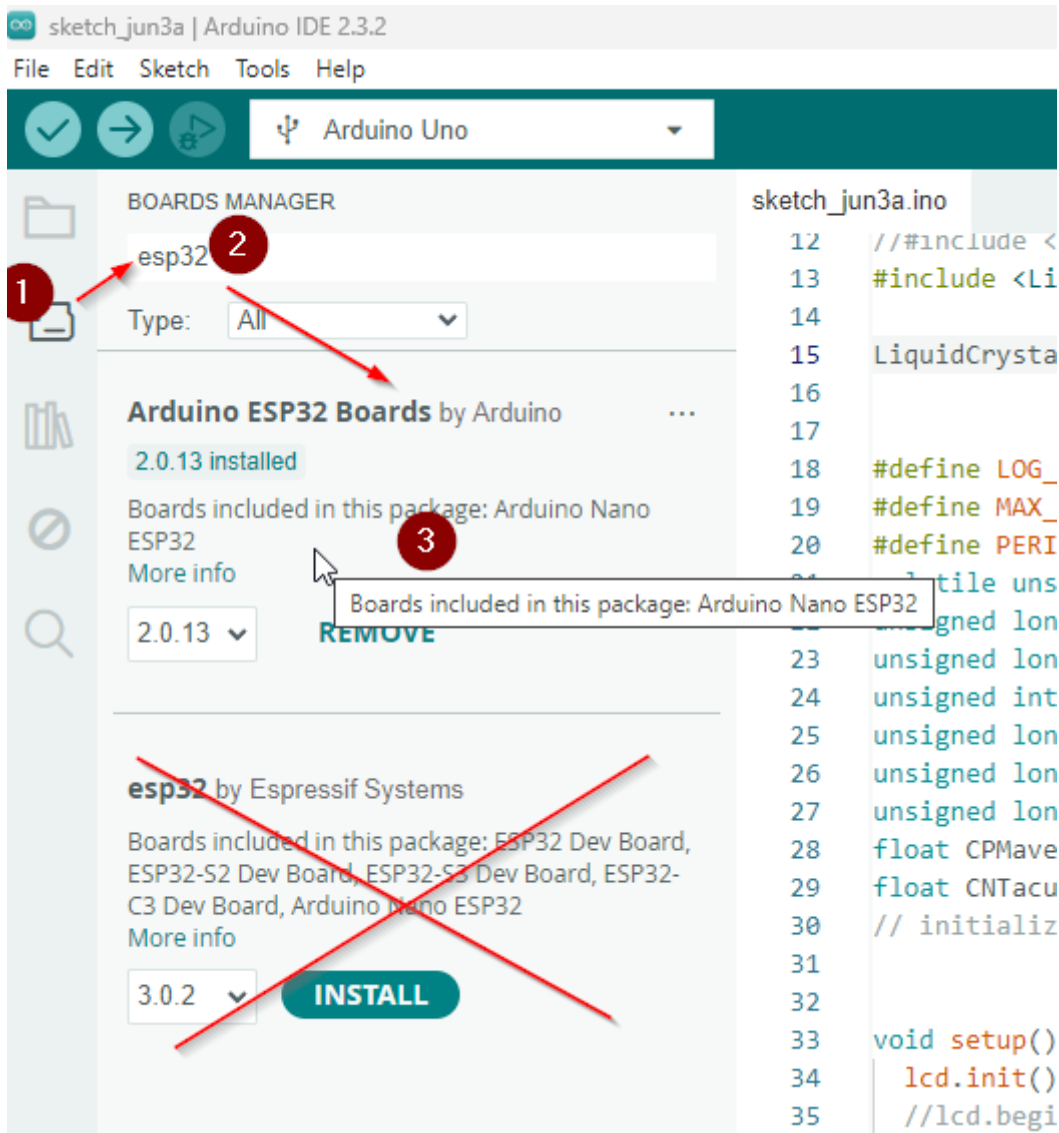 sketch_jun3a | Arduino IDE 2.3.2
File Edit Sketch Tools Help
Arduino Uno
BOARDS MANAGER
esp32
2
1
Type: All
Arduino ESP32 Boards by Arduino ...
2.0.13 installed
Boards included in this package: Arduino Nano
ESP32
3
More info
Boards included in this package: Arduino Nano ESP32
2.0.13
REMOVE
esp32 by Espressif Systems
Boards included in this package: ESP32 Dev Board,
ESP32-S2 Dev Board, ESP32-S3 Dev Board, ESP32-
C3 Dev Board, Arduino Nano ESP32
More info
3.0.2
INSTALL
sketch_jun3a.ino
12 //#include <
13 #include <Li
14
15 LiquidCrysta
16
17
18 #define LOG_
19 #define MAX_
20 #define PERI
latile uns
gned lon
23 unsigned lon
24 unsigned int
25 unsigned lon
26 unsigned lon
27 unsigned lon
28 float CPMave
29 float CNTacu
30 // initializ
31
32
33 void setup()
34 lcd.init()
35 //lcd.begi